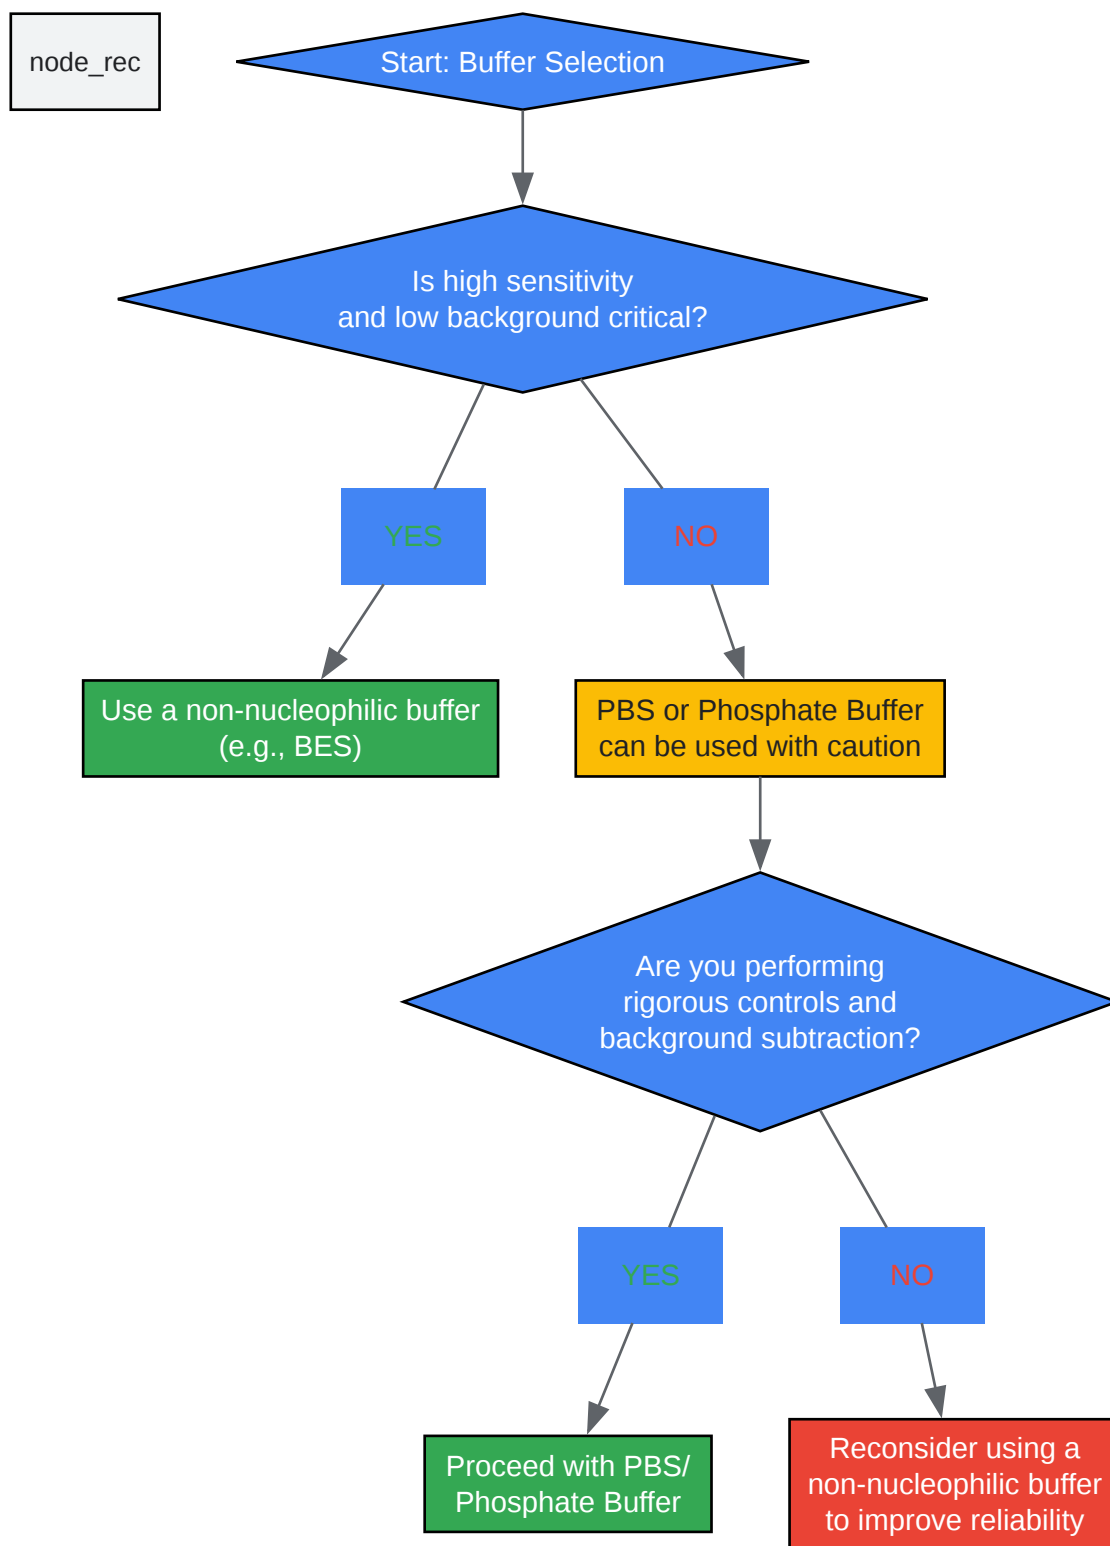 node_rec
Start: Buffer Selection
Is high sensitivity
and low background critical?
YES
NO
Use a non-nucleophilic buffer
(e.g., BES)
PBS or Phosphate Buffer
can be used with caution
Are you performing
rigorous controls and
background subtraction?
YES
NO
Proceed with PBS/
Phosphate Buffer
Reconsider using a
non-nucleophilic buffer
to improve reliability